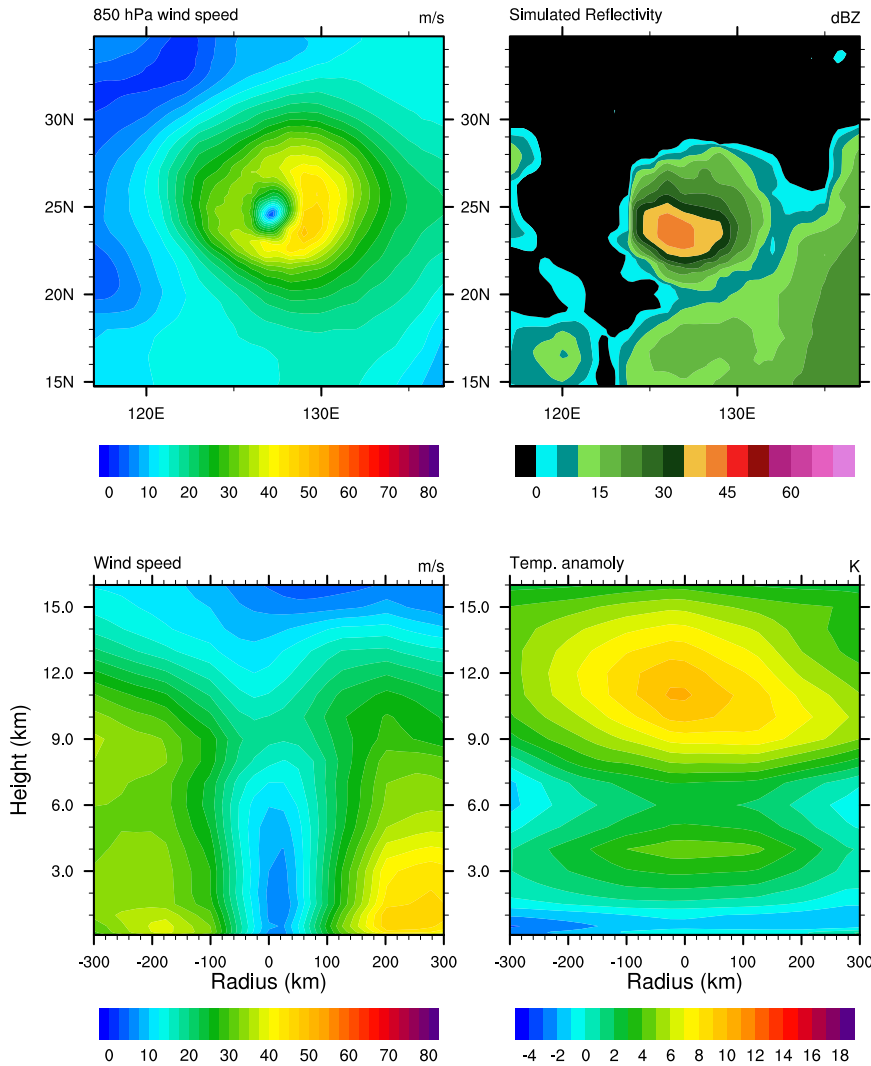 850 hPa wind speed m/s
30N
25N
20N
15N
120E 130E
0 10 20 30 40 50 60 70 80
Simulated Reflectivity dBZ
30N
25N
20N
15N
120E 130E
0 15 30 45 60
Wind speed m/s
15.0
12.0
9.0
6.0
3.0
Height (km)
-300 -200 -100 0 100 200 300
Radius (km)
0 10 20 30 40 50 60 70 80
Temp. anamoly K
15.0
12.0
9.0
6.0
3.0
-300 -200 -100 0 100 200 300
Radius (km)
-4 -2 0 2 4 6 8 10 12 14 16 18